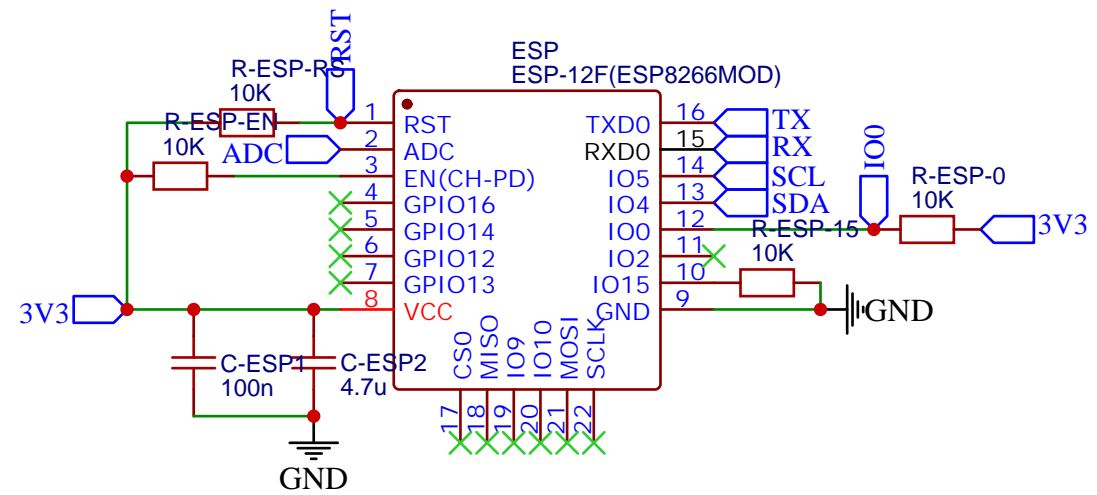 RST
R-ESP-RS
10K
R-ESP-EN
10K
ADC
3V3
ESP
ESP-12F(ESP8266MOD)
1
RST
2
ADC
3
EN(CH-PD)
4
GPIO16
5
GPIO14
6
GPIO12
7
GPIO13
8
VCC
TXD0
16
TX
RXD0
15
RX
IO5
14
SCL
IO4
13
SDA
IO0
12
IO2
11
IO15
10
GND
9
IO0
R-ESP-0
10K
3V3
R-ESP-15
10K
GND
C-ESP1
100n
C-ESP2
4.7u
GND
CS0
MISO
IO9
IO10
MOSI
SCLK
17
18
19
20
21
22